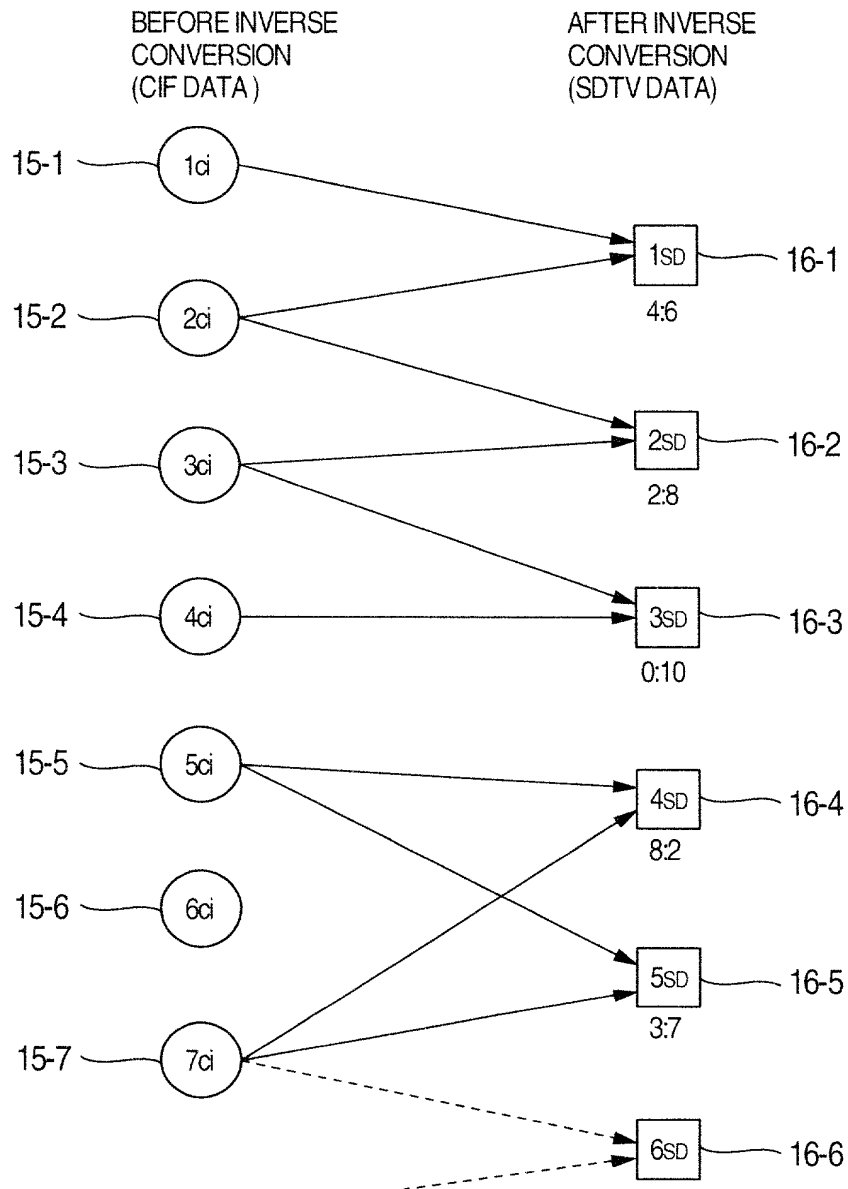 BEFORE INVERSE
CONVERSION
(CIF DATA )
AFTER INVERSE
CONVERSION
(SDTV DATA)
15-1
1ci
1SD
16-1
4:6
15-2
2ci
2SD
16-2
2:8
15-3
3ci
15-4
4ci
3SD
16-3
0:10
15-5
5ci
4SD
16-4
8:2
15-6
6ci
5SD
16-5
3:7
15-7
7ci
6SD
16-6